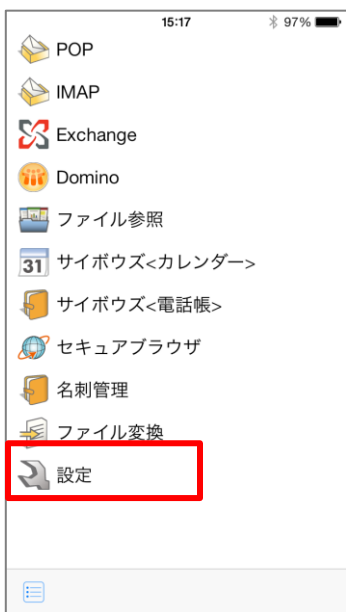 15:17 97%
POP
IMAP
Exchange
Domino
ファイル参照
31 サイボウズ<カレンダー>
サイボウズ<電話帳>
セキュアブラウザ
名刺管理
ファイル変換
設定